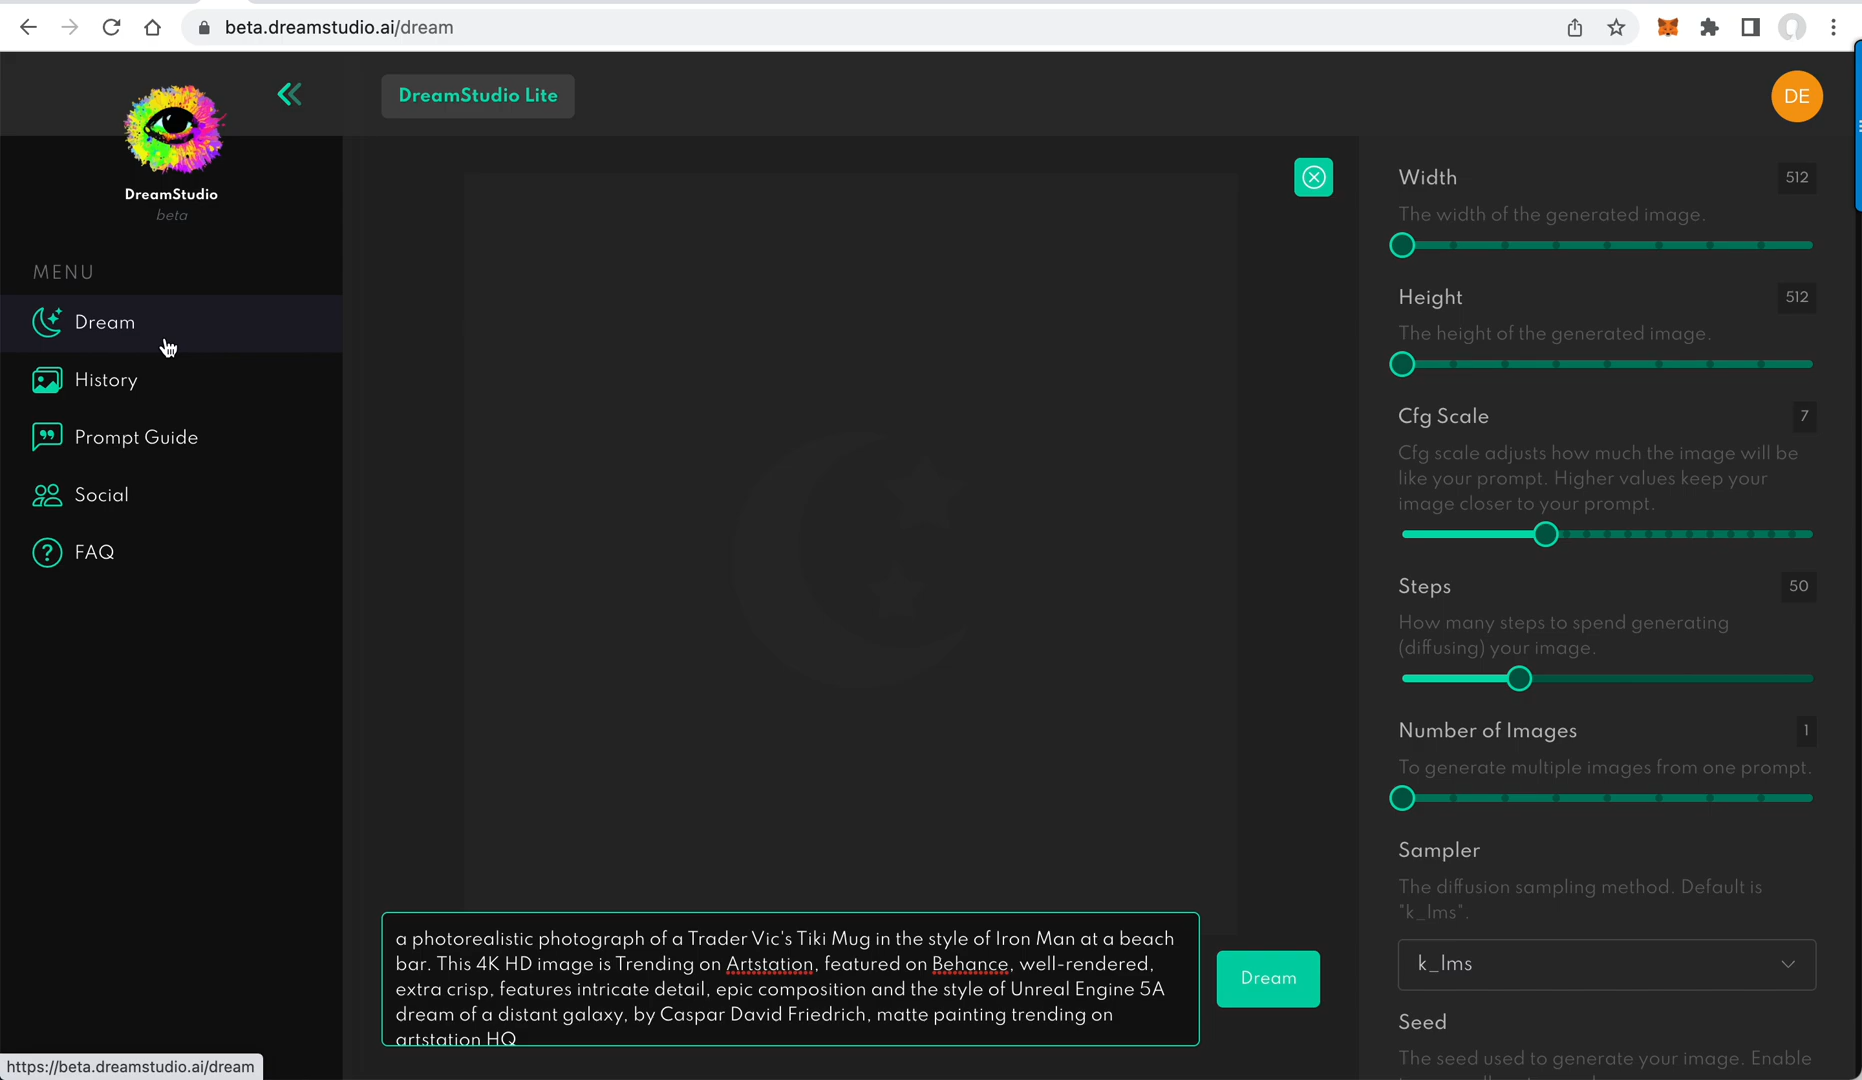 beta.dreamstudio.ai/dream
DreamStudio
beta
MENU
Dream
History
Prompt Guide
Social
FAQ
https://beta.dreamstudio.ai/dream
DreamStudio Lite
DE
a photorealistic photograph of a Trader Vic's Tiki Mug in the style of Iron Man at a beach
bar. This 4K HD image is Trending on Artstation, featured on Behance, well-rendered,
extra crisp, features intricate detail, epic composition and the style of Unreal Engine 5A
dream of a distant galaxy, by Caspar David Friedrich, matte painting trending on
artstation HQ
Dream
Width 512
The width of the generated image.
Height 512
The height of the generated image.
Cfg Scale 7
Cfg scale adjusts how much the image will be
like your prompt. Higher values keep your
image closer to your prompt.
Steps 50
How many steps to spend generating
(diffusing) your image.
Number of Images 1
To generate multiple images from one prompt.
Sampler
The diffusion sampling method. Default is
"k_lms".
k_lms
Seed
The seed used to generate your image. Enable